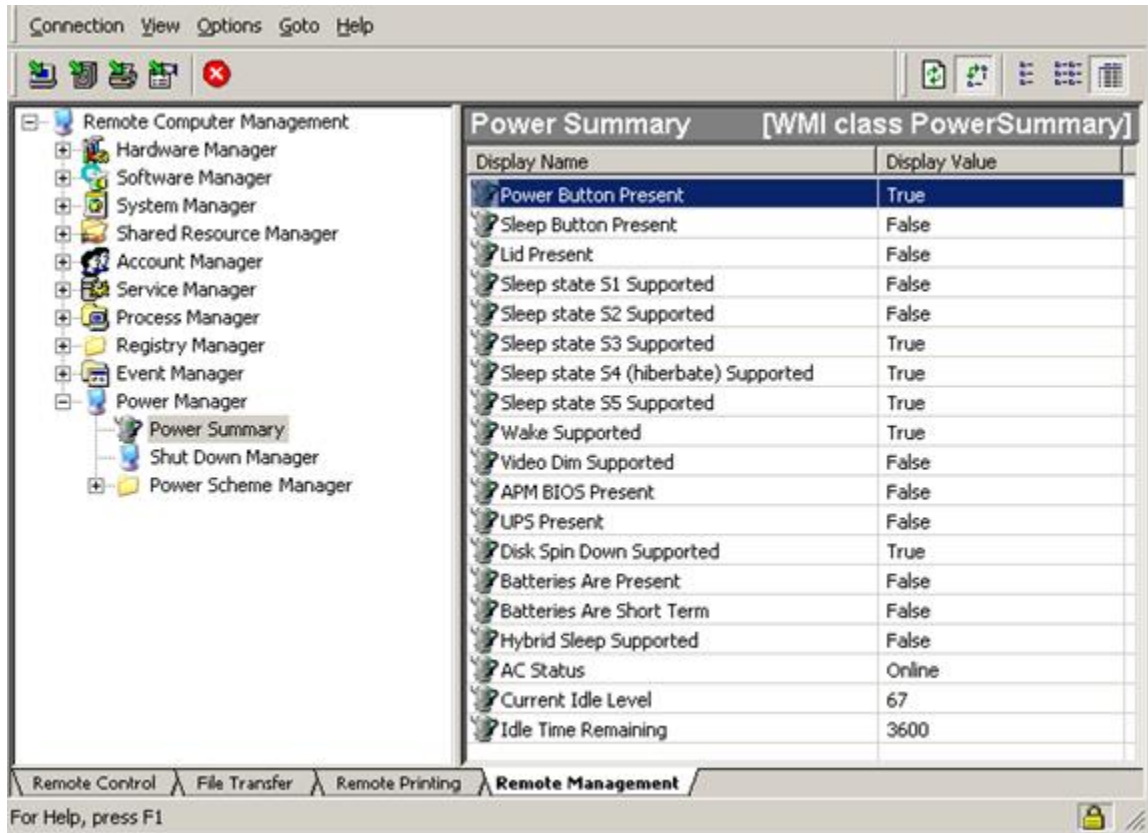 Connection View Options Goto Help
Remote Computer Management
Hardware Manager
Software Manager
System Manager
Shared Resource Manager
Account Manager
Service Manager
Process Manager
Registry Manager
Event Manager
Power Manager
Power Summary
Shut Down Manager
Power Scheme Manager
Power Summary [WMI class PowerSummary]
Display Name Display Value
Power Button Present True
Sleep Button Present False
Lid Present False
Sleep state S1 Supported False
Sleep state S2 Supported False
Sleep state S3 Supported True
Sleep state S4 (hiberbate) Supported True
Sleep state S5 Supported True
Wake Supported True
Video Dim Supported False
APM BIOS Present False
UPS Present False
Disk Spin Down Supported True
Batteries Are Present False
Batteries Are Short Term False
Hybrid Sleep Supported False
AC Status Online
Current Idle Level 67
Idle Time Remaining 3600
Remote Control File Transfer Remote Printing Remote Management
For Help, press F1